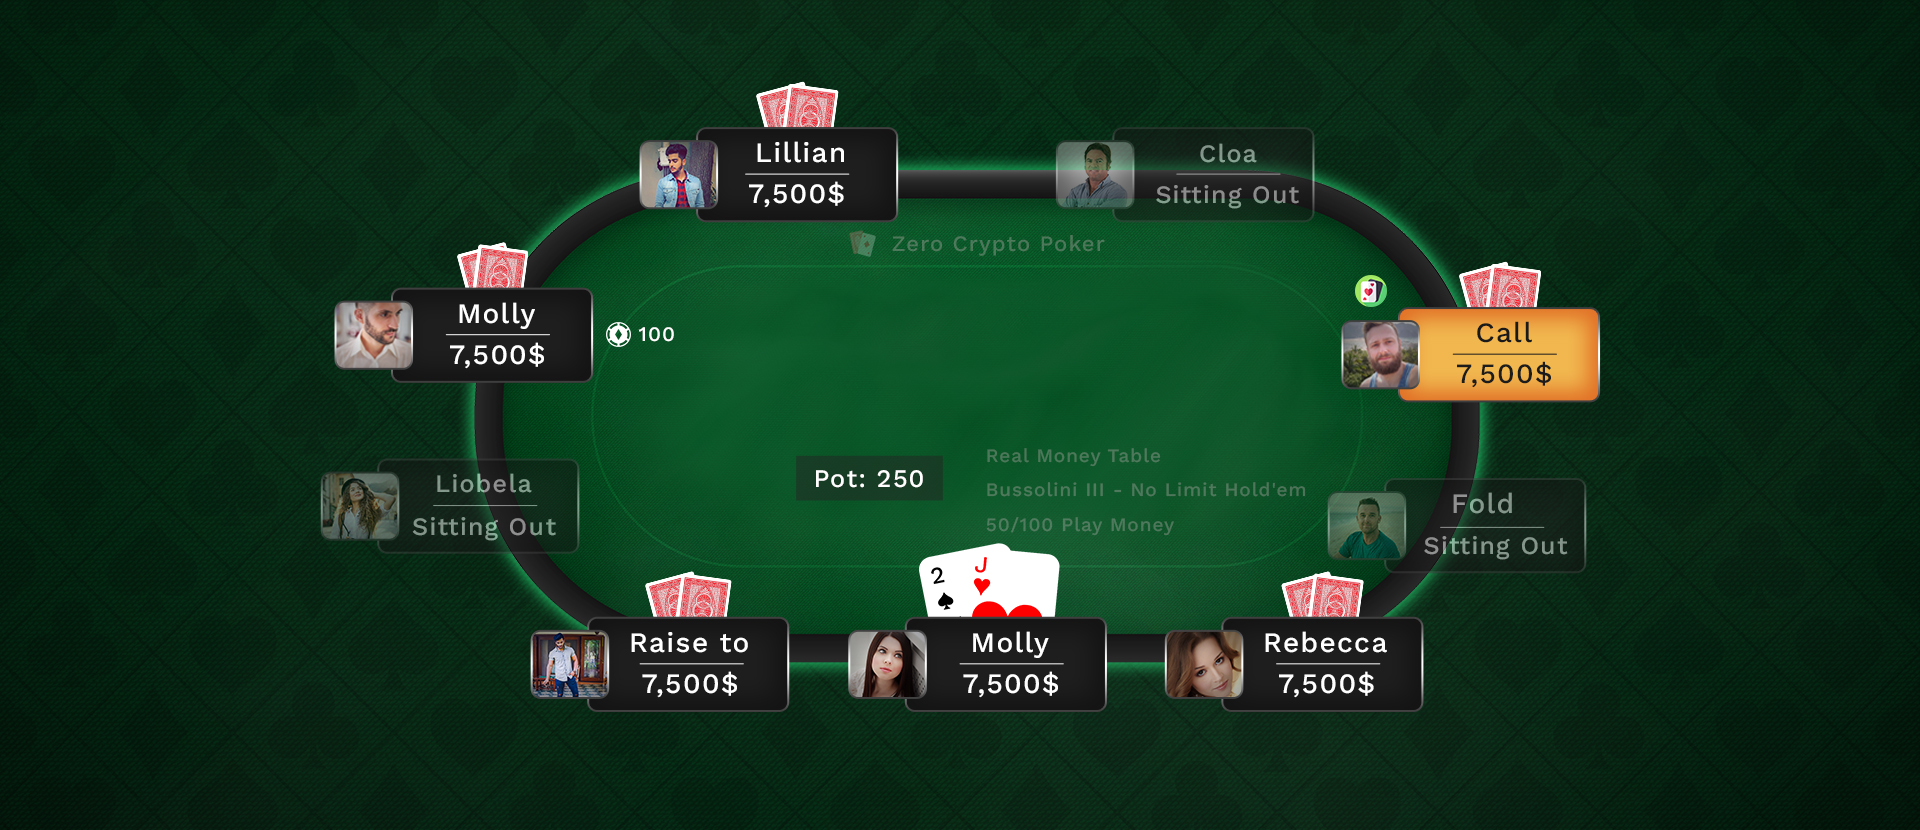 Lillian
7,500$
Cloa
Sitting Out
Zero Crypto Poker
Molly
7,500$
100
Call
7,500$
Liobela
Sitting Out
Pot: 250
Real Money Table
Bussolini III - No Limit Hold'em
50/100 Play Money
Fold
Sitting Out
2
J
Raise to
7,500$
Molly
7,500$
Rebecca
7,500$